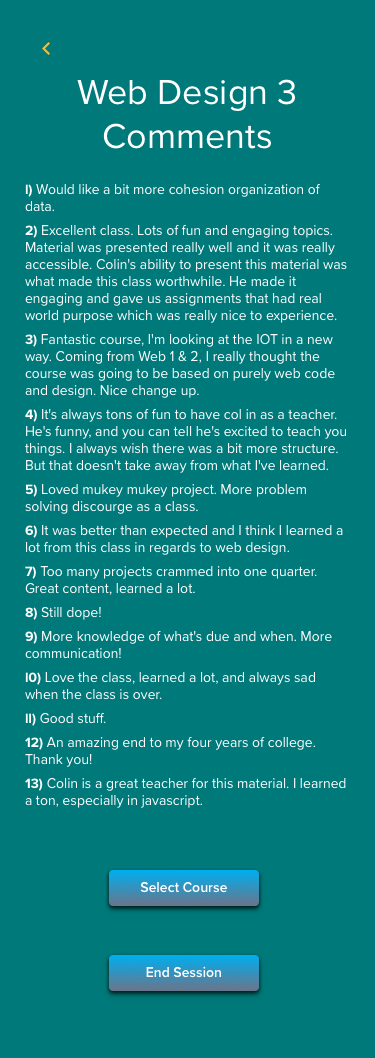 Web Design 3
Comments
1) Would like a bit more cohesion organization of
data.
2) Excellent class. Lots of fun and engaging topics.
Material was presented really well and it was really
accessible. Colin's ability to present this material was
what made this class worthwhile. He made it
engaging and gave us assignments that had real
world purpose which was really nice to experience.
3) Fantastic course, I'm looking at the IOT in a new
way. Coming from Web 1 & 2, I really thought the
course was going to be based on purely web code
and design. Nice change up.
4) It's always tons of fun to have col in as a teacher.
He's funny, and you can tell he's excited to teach you
things. I always wish there was a bit more structure.
But that doesn't take away from what I've learned.
5) Loved mukey mukey project. More problem
solving discourge as a class.
6) It was better than expected and I think I learned a
lot from this class in regards to web design.
7) Too many projects crammed into one quarter.
Great content, learned a lot.
8) Still dope!
9) More knowledge of what's due and when. More
communication!
10) Love the class, learned a lot, and always sad
when the class is over.
11) Good stuff.
12) An amazing end to my four years of college.
Thank you!
13) Colin is a great teacher for this material. I learned
a ton, especially in javascript.
Select Course
End Session